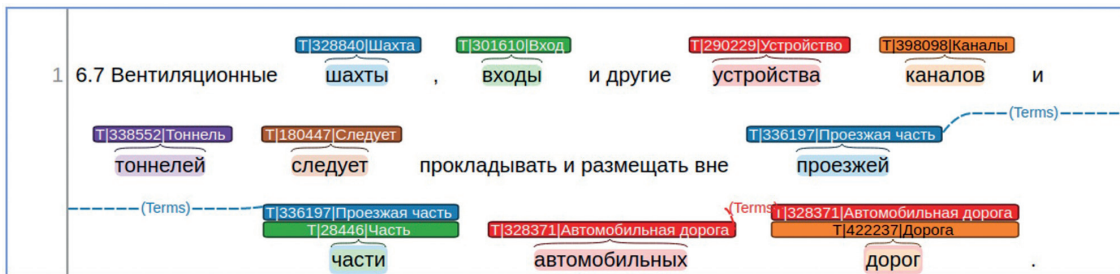 T|328840|Шахта T|301610|Вход T|290229|Устройство T|398098|Каналы
1 6.7 Вентиляционные шахты , входы и другие устройства каналов и
(Terms)
T|338552|Тоннель T|180447|Следует T|336197|Проезжая часть
тоннелей следует прокладывать и размещать вне проезжей
(Terms) T|336197|Проезжая часть (Terms) T|328371|Автомобильная дорога
T|28446|Часть T|328371|Автомобильная дорога T|422237|Дорога
части автомобильных дорог .